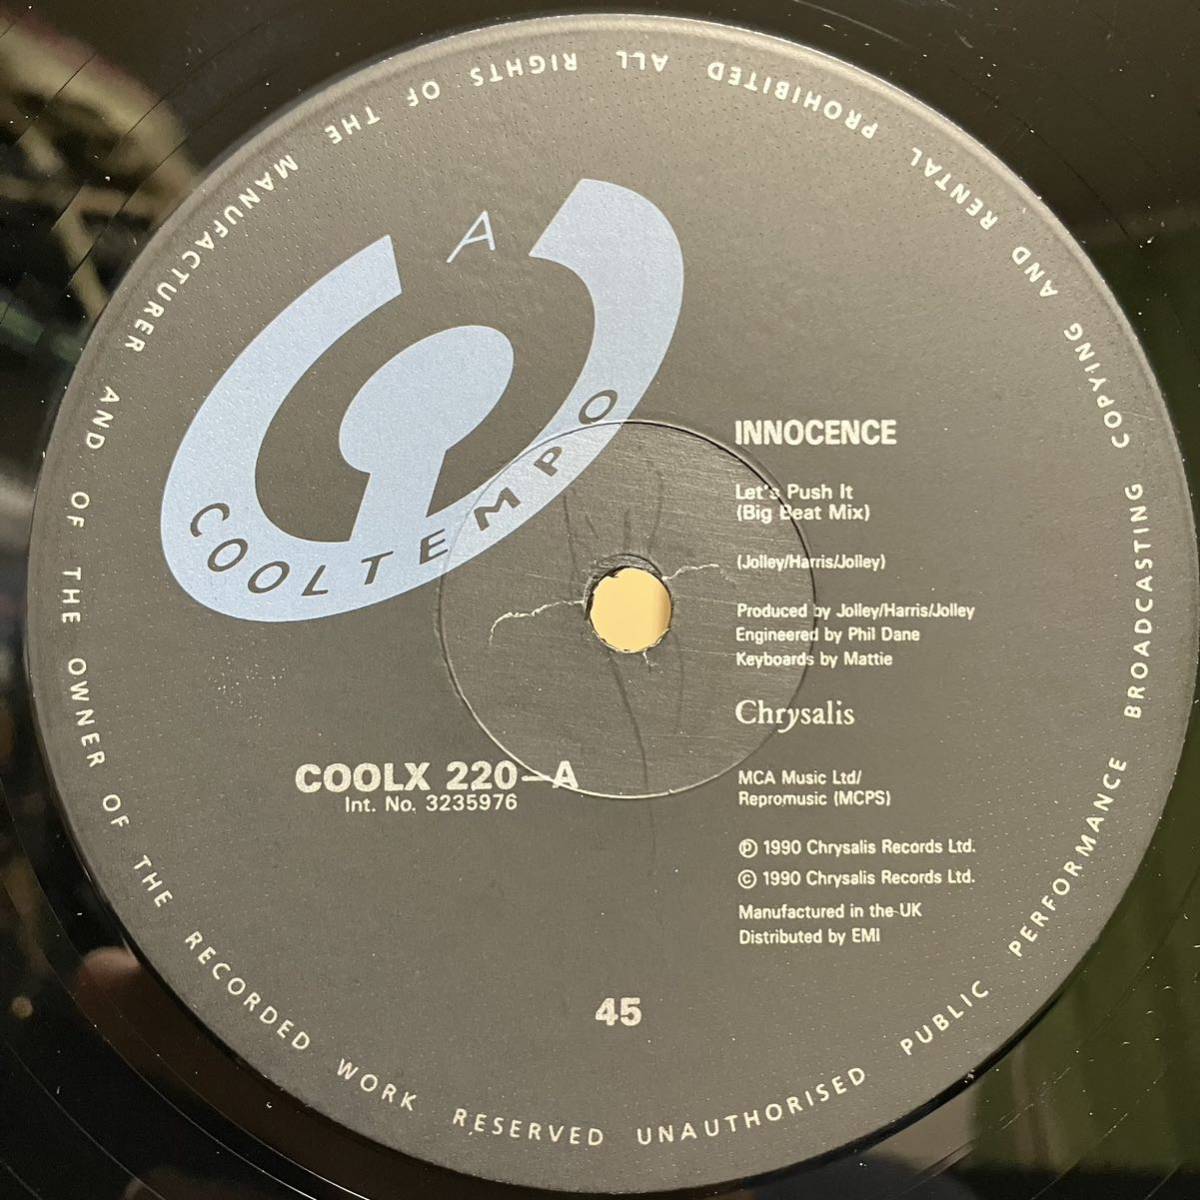 A
COOLTEMPO
INNOCENCE
Let's Push It
(Big Beat Mix)
(Jolley/Harris/Jolley)
Produced by Jolley/Harris/Jolley
Engineered by Phil Dane
Keyboards by Mattie
Chrysalis
COOLX 220-A
Int. No. 3235976
MCA Music Ltd/
Repromusic (MCPS)
Ⓟ 1990 Chrysalis Records Ltd.
© 1990 Chrysalis Records Ltd.
Manufactured in the UK
Distributed by EMI
45
ALL RIGHTS OF THE MANUFACTURER AND OF THE OWNER OF THE RECORDED WORK RESERVED UNAUTHORISED PUBLIC PERFORMANCE BROADCASTING COPYING AND RENTAL PROHIBITED